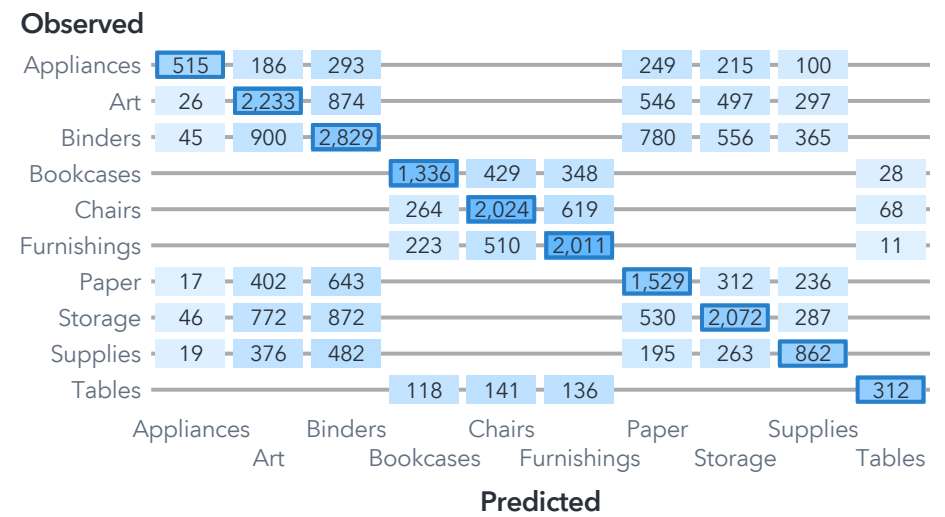 Observed
Appliances 515 186 293 249 215 100
Art 26 2,233 874 546 497 297
Binders 45 900 2,829 780 556 365
Bookcases 1,336 429 348 28
Chairs 264 2,024 619 68
Furnishings 223 510 2,011 11
Paper 17 402 643 1,529 312 236
Storage 46 772 872 530 2,072 287
Supplies 19 376 482 195 263 862
Tables 118 141 136 312
Appliances Binders Chairs Paper Supplies
Art Bookcases Furnishings Storage Tables
Predicted